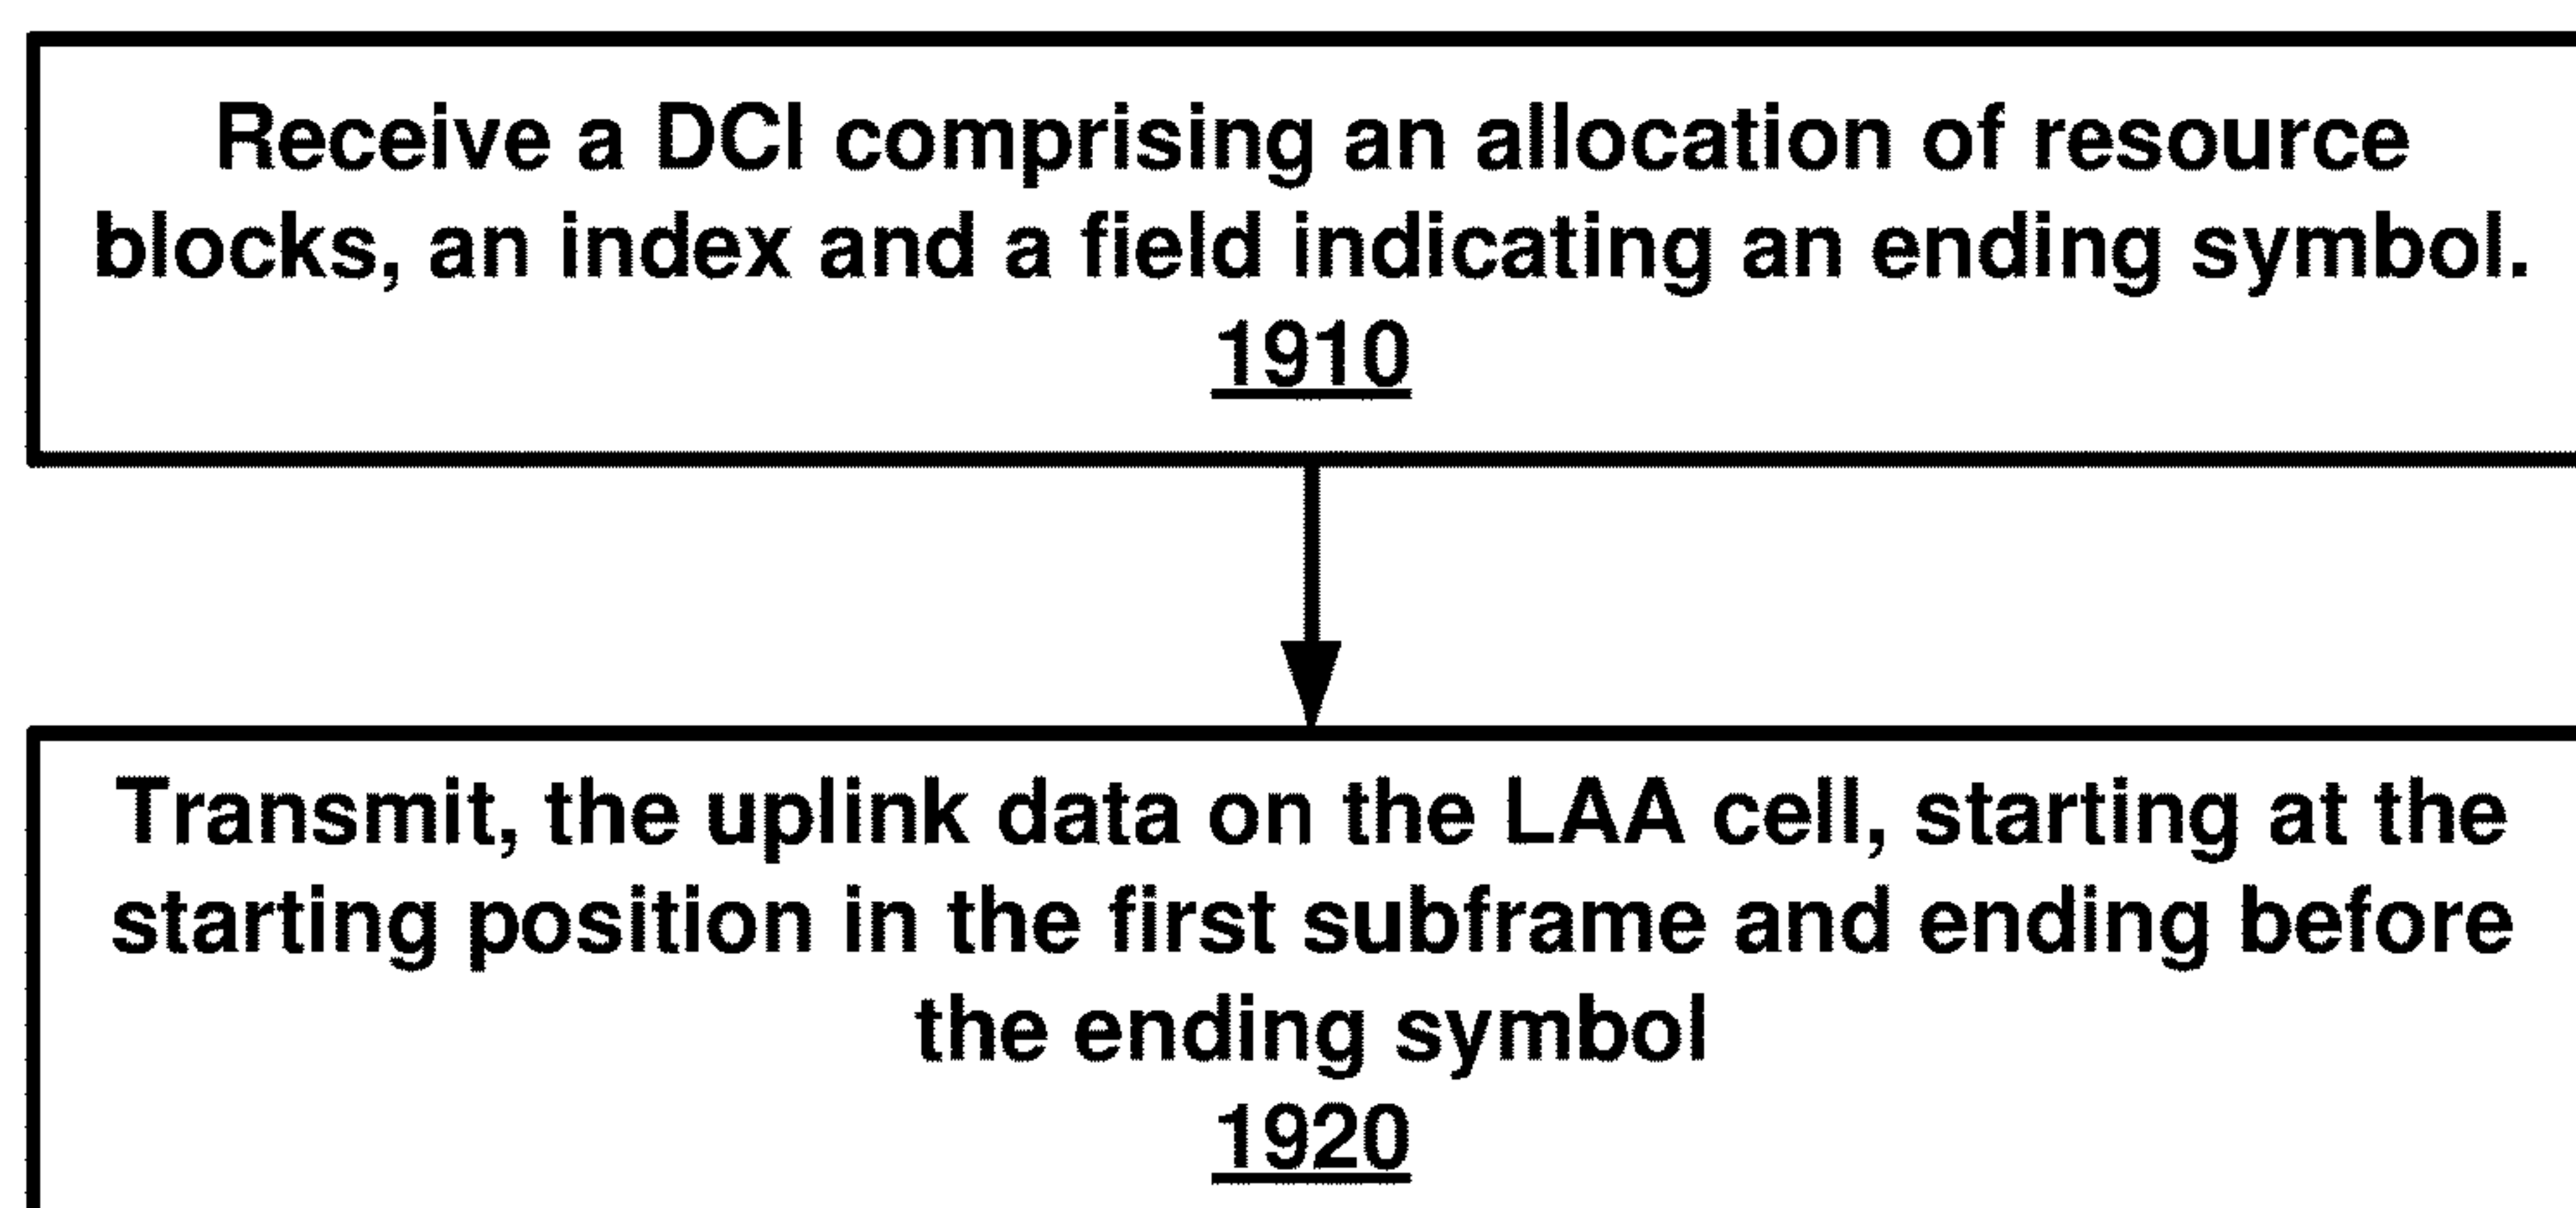 Receive a DCI comprising an allocation of resource
blocks, an index and a field indicating an ending symbol.
1910
Transmit, the uplink data on the LAA cell, starting at the
starting position in the first subframe and ending before
the ending symbol
1920